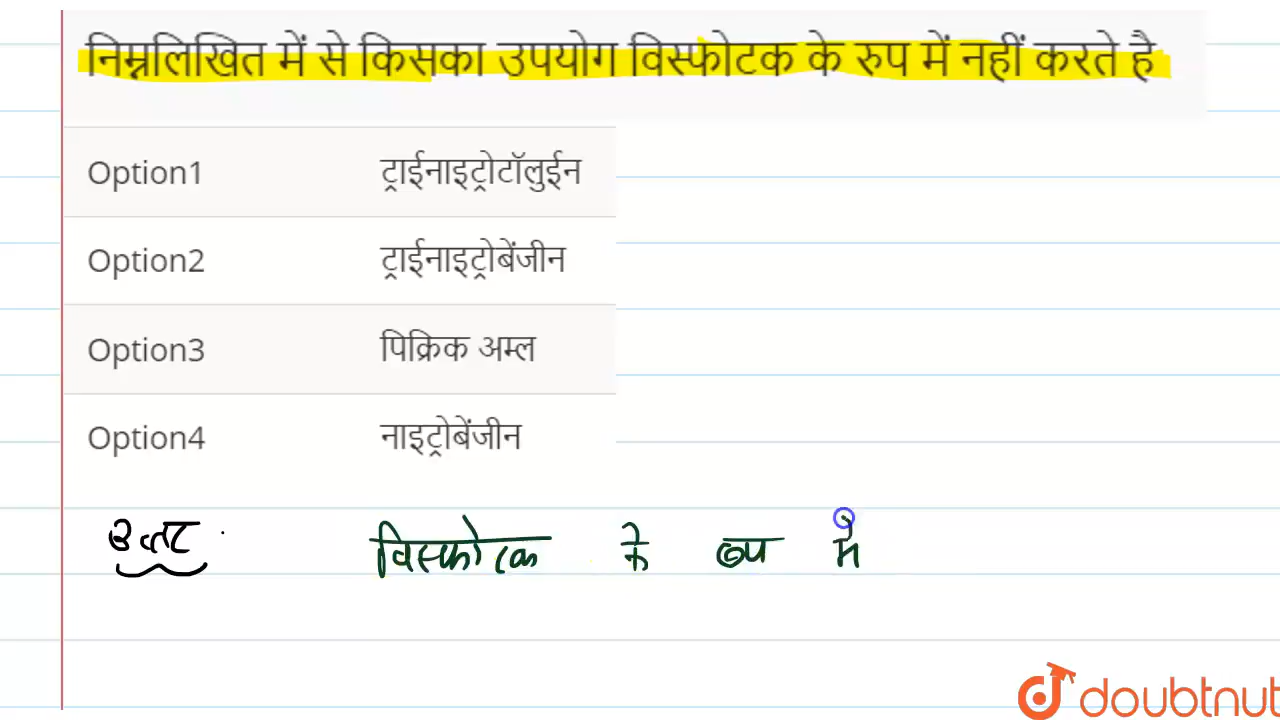 निम्नलिखित में से किसका उपयोग विस्फोटक के रुप में नहीं करते है
Option1 ट्राईनाइट्रोटॉलुईन
Option2 ट्राईनाइट्रोबेंजीन
Option3 पिक्रिक अम्ल
Option4 नाइट्रोबेंजीन
उत्तर विस्फोटक के रूप में
doubtnut